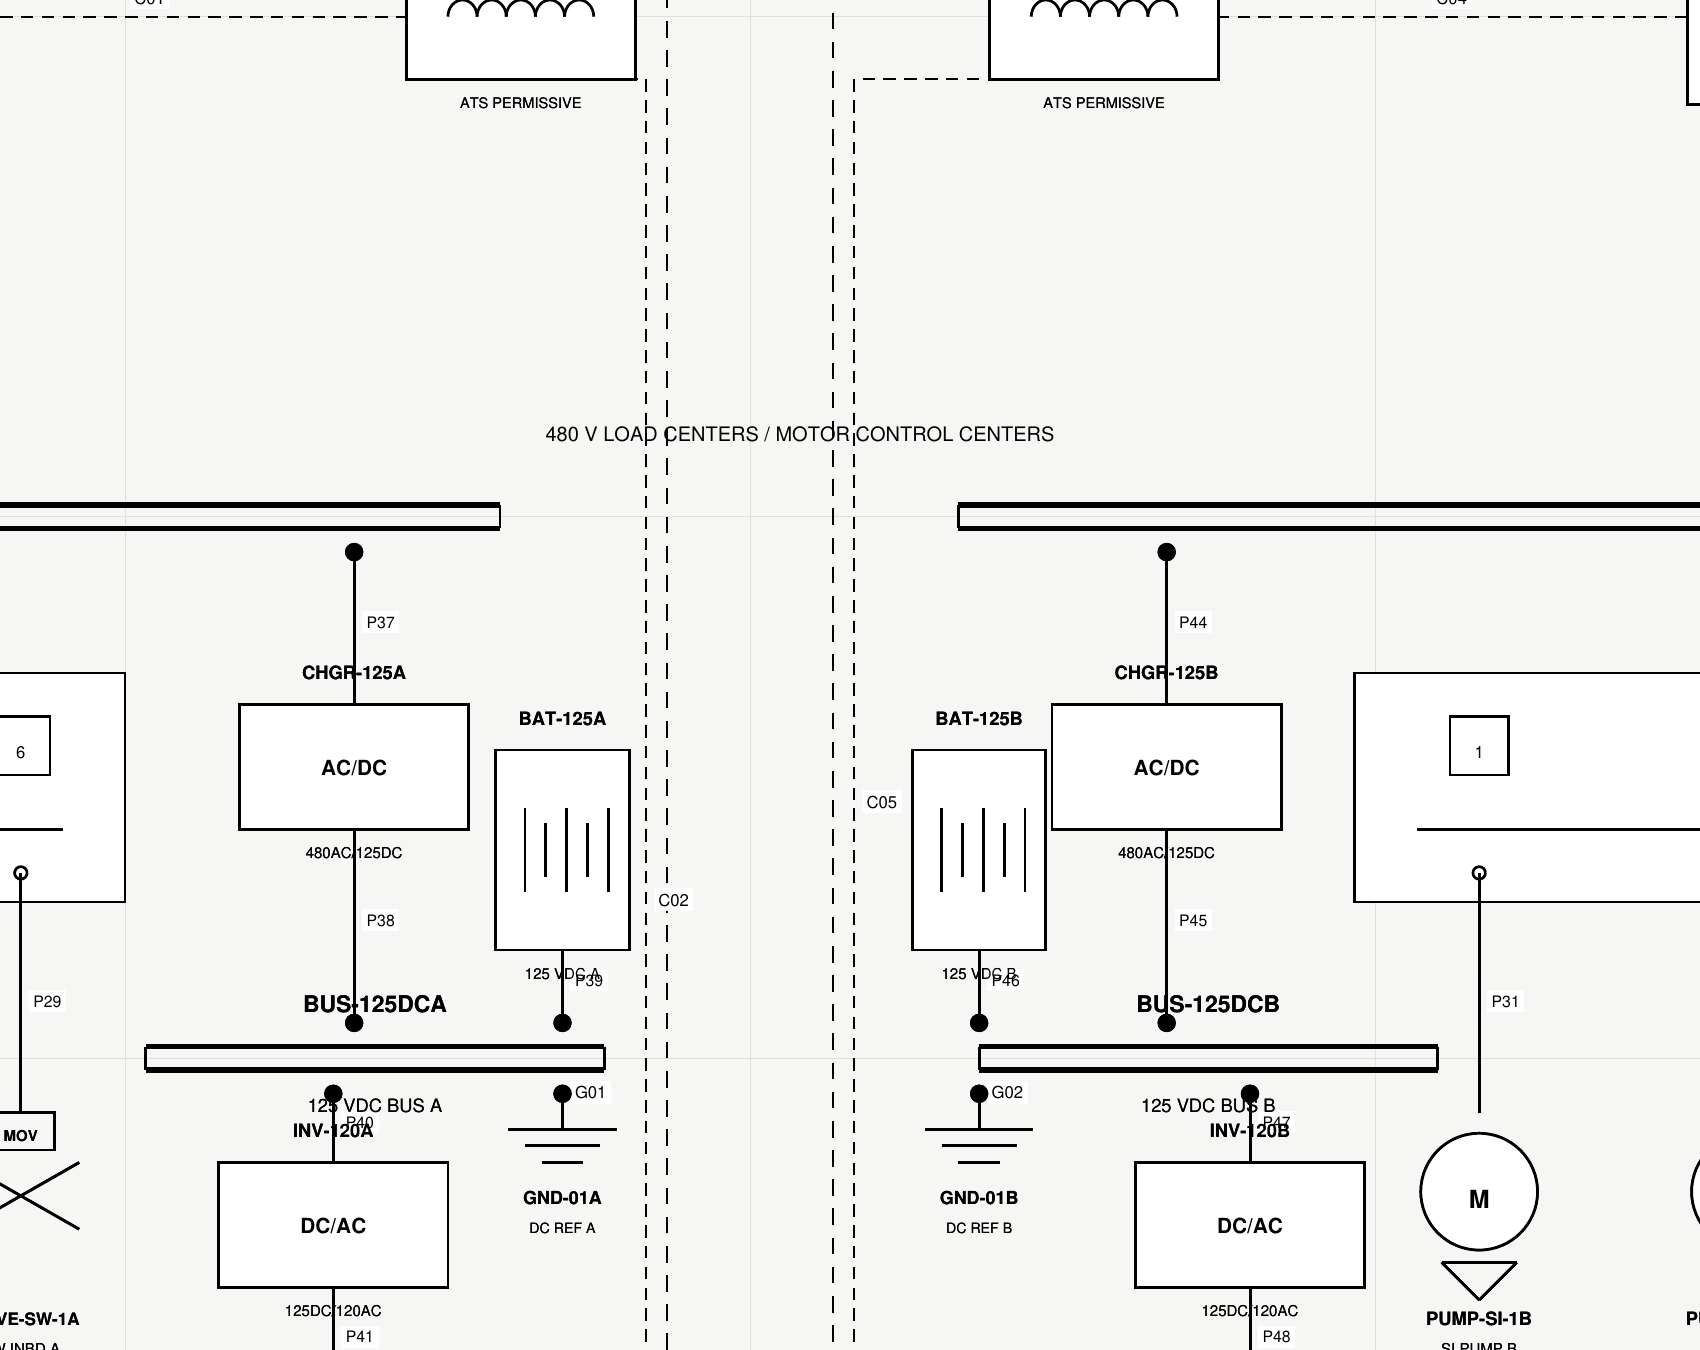 ATS PERMISSIVE
ATS PERMISSIVE
480 V LOAD CENTERS / MOTOR CONTROL CENTERS
P37
P44
CHGR-125A
CHGR-125B
BAT-125A
BAT-125B
6
AC/DC
AC/DC
1
C05
480AC/125DC
480AC/125DC
C02
P38
P45
125 VDC A
P39
125 VDC B
P46
P29
BUS-125DCA
BUS-125DCB
P31
G01
G02
125 VDC BUS A
125 VDC BUS B
P40
P47
INV-120A
INV-120B
MOV
GND-01A
GND-01B
M
DC/AC
DC REF A
DC REF B
DC/AC
125DC/120AC
125DC/120AC
VE-SW-1A
PUMP-SI-1B
P41
P48